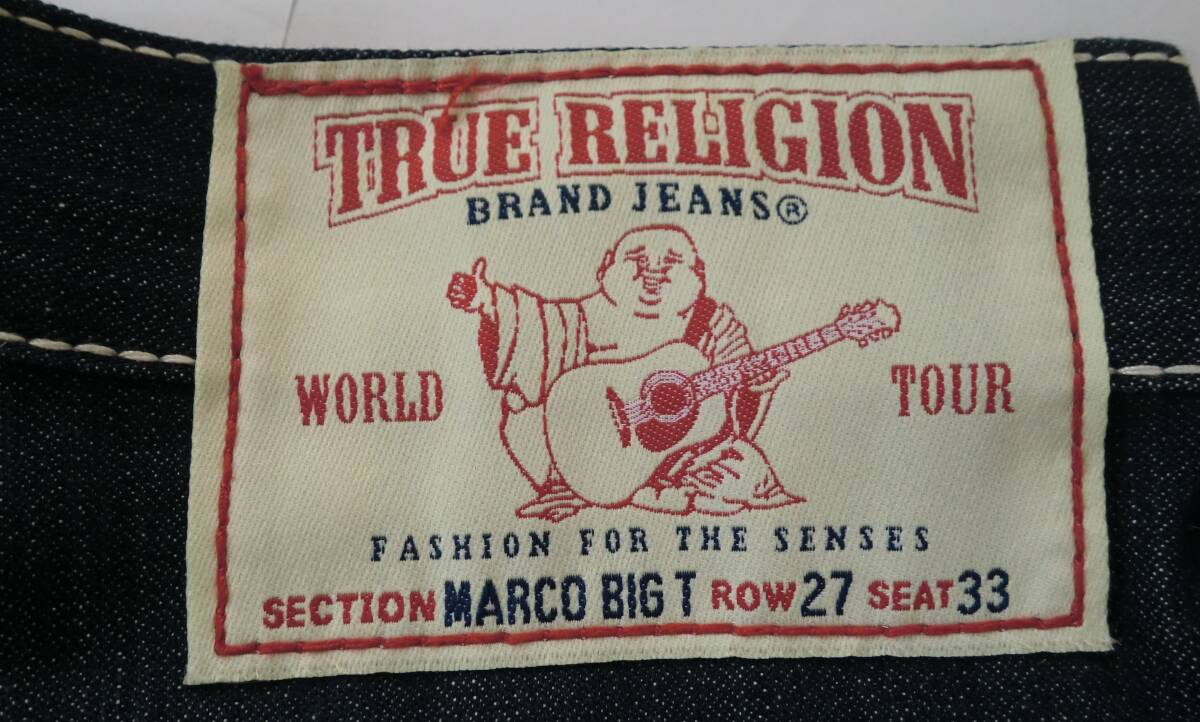 TRUE RELIGION
BRAND JEANS®
WORLD TOUR
FASHION FOR THE SENSES
SECTION MARCO BIG T ROW 27 SEAT 33